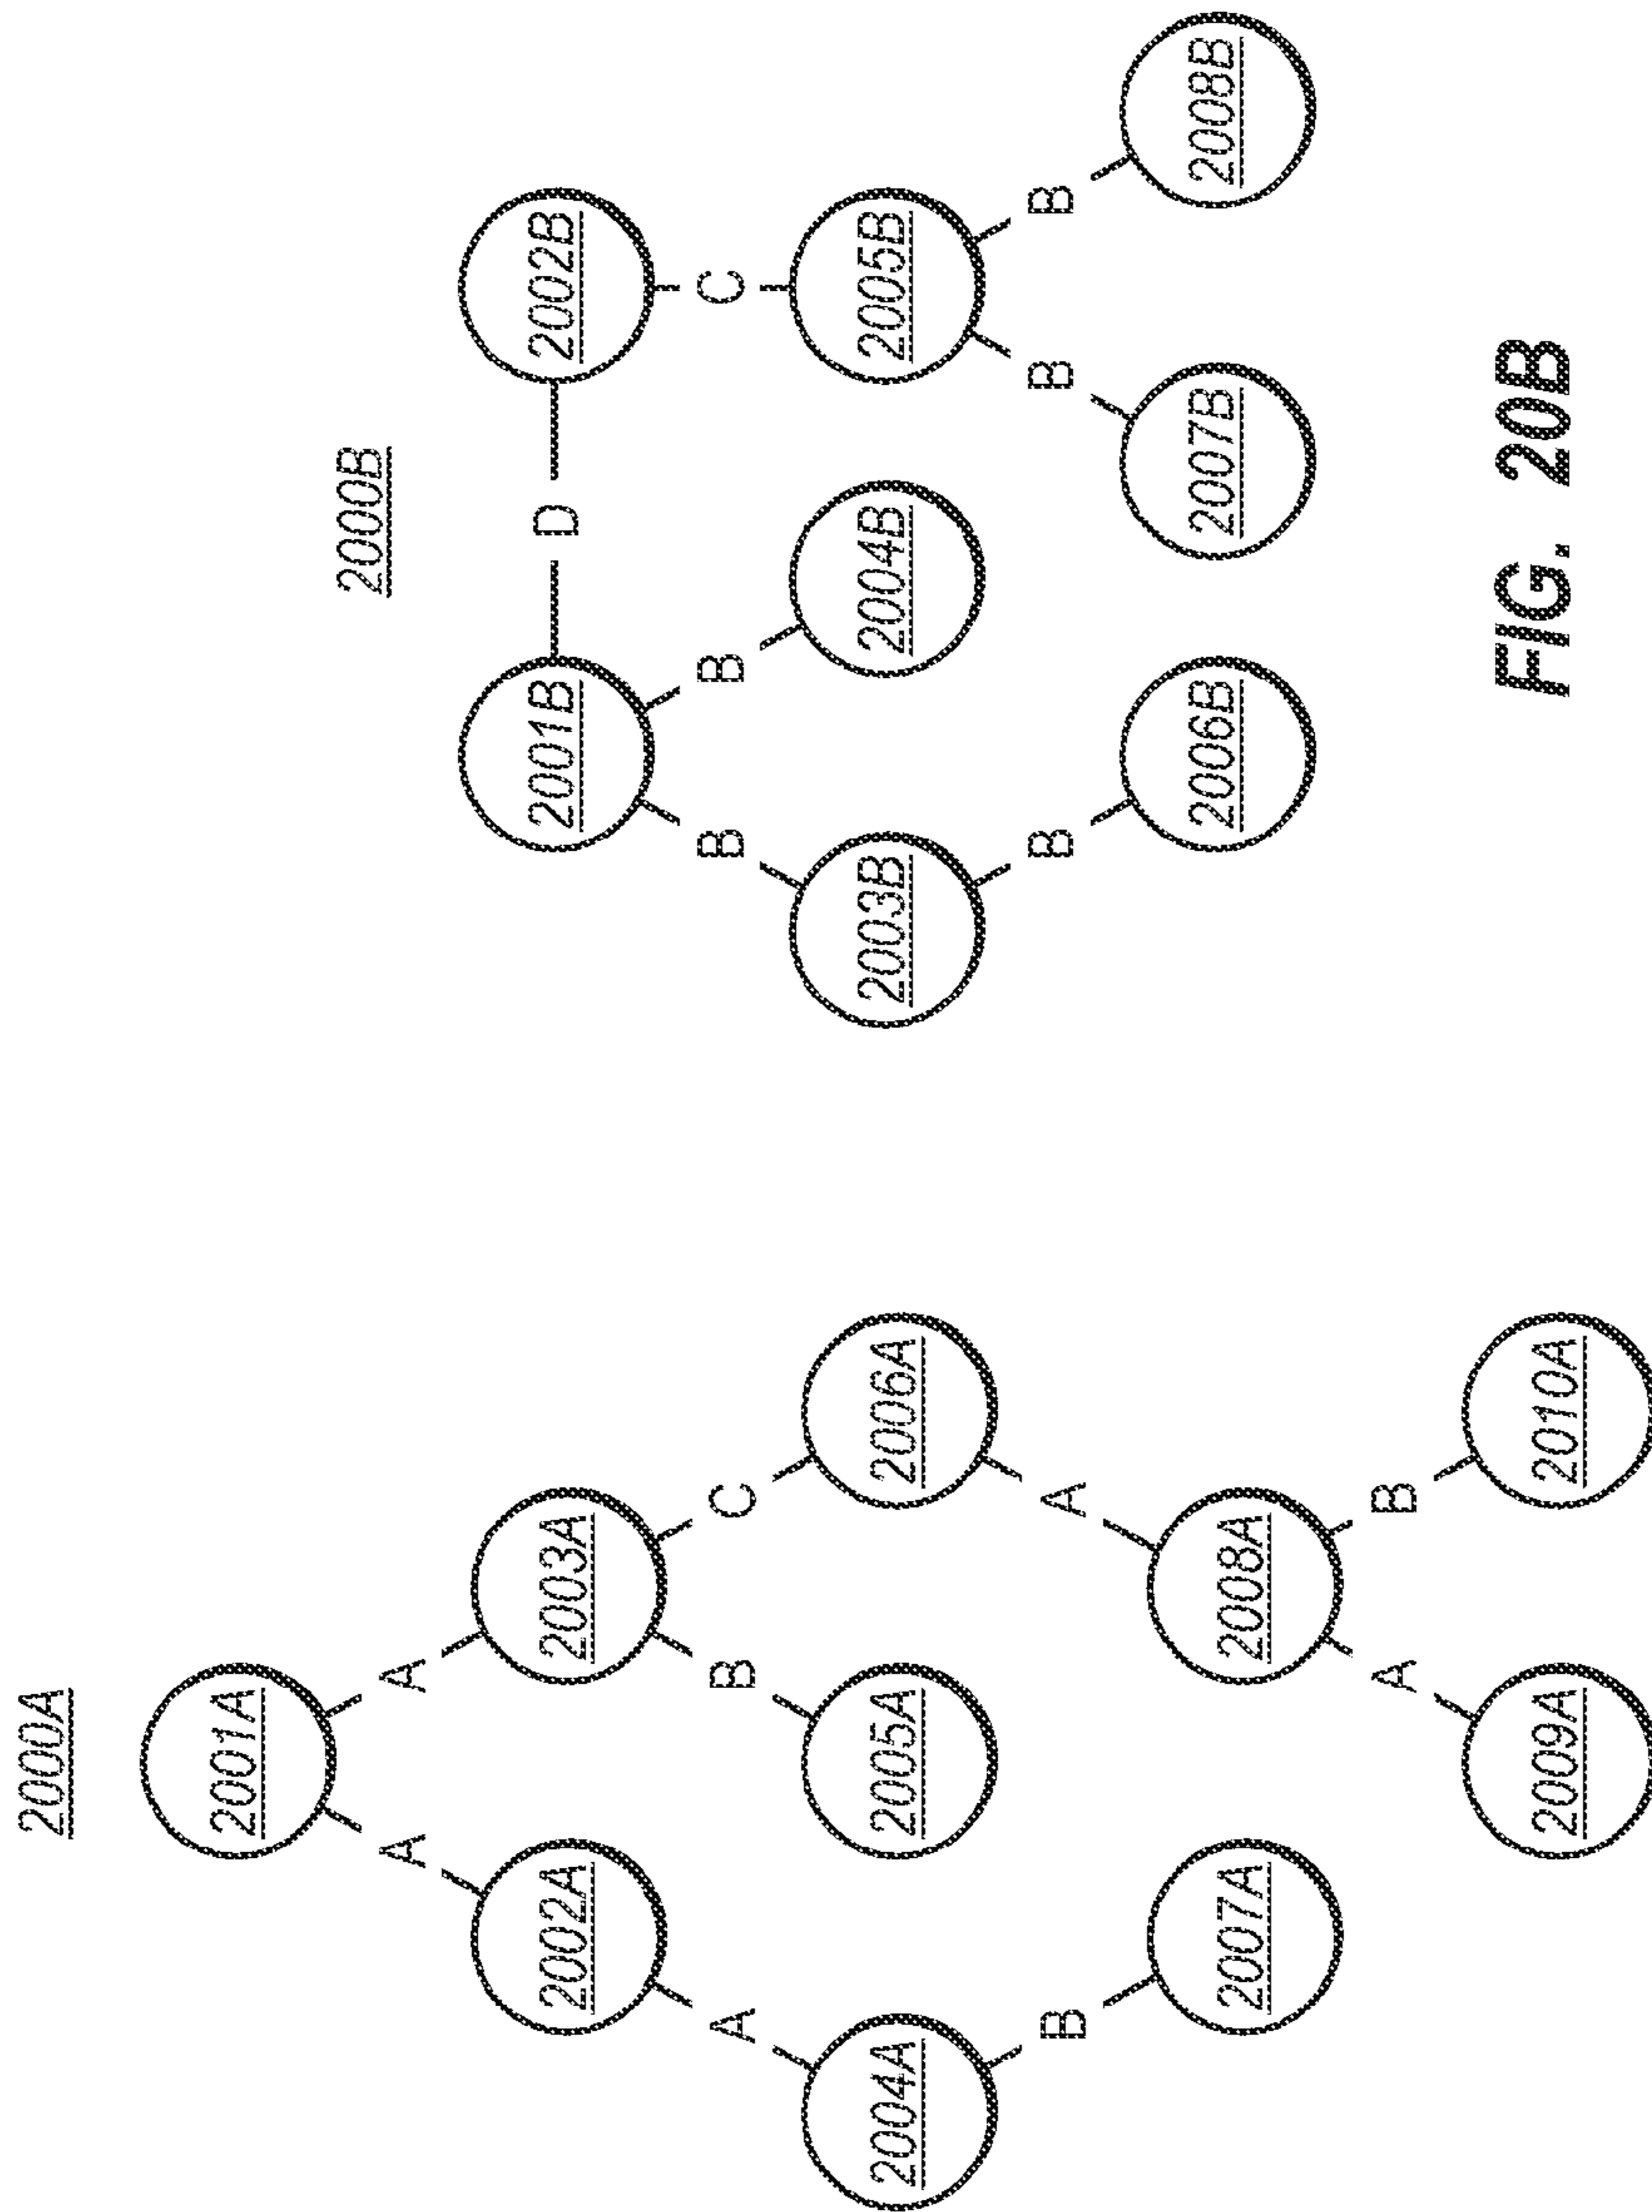 2000A
2001A
A A
2002A 2003A
A B C
2004A 2005A 2006A
B A
2007A 2008A
A B
2009A 2010A
2000B
2001B D 2002B
B B C
2003B 2004B 2005B
B B B
2006B 2007B 2008B
FIG. 20B